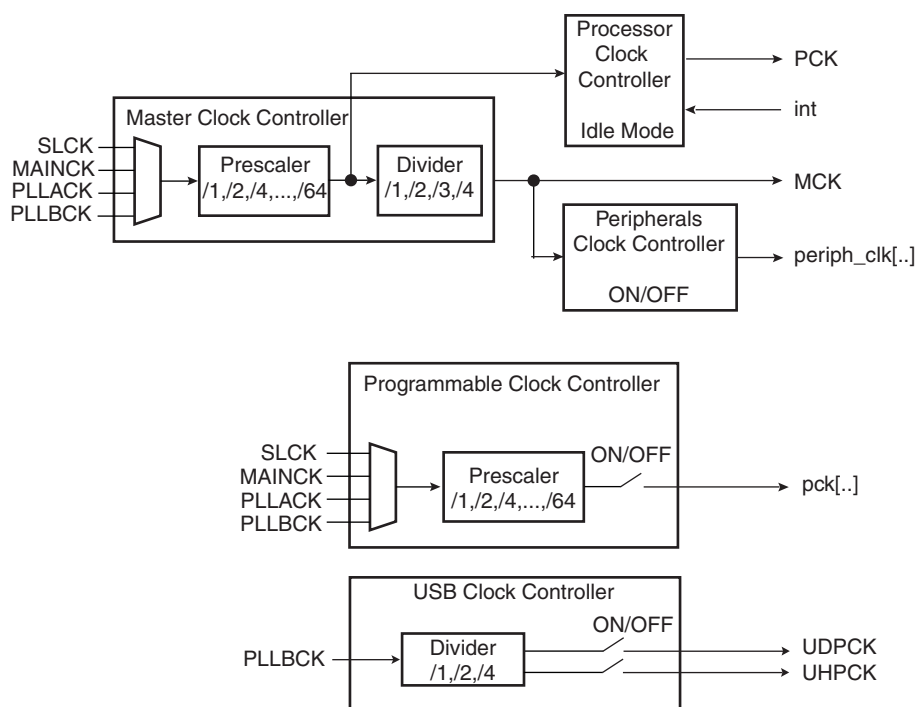 Processor
Clock
Controller
Idle Mode
PCK
int
Master Clock Controller
SLCK
MAINCK
PLLACK
PLLBCK
Prescaler
/1,/2,/4,...,/64
Divider
/1,/2,/3,/4
MCK
Peripherals
Clock Controller
ON/OFF
periph_clk[..]
Programmable Clock Controller
SLCK
MAINCK
PLLACK
PLLBCK
Prescaler
/1,/2,/4,...,/64
ON/OFF
pck[..]
USB Clock Controller
ON/OFF
PLLBCK
Divider
/1,/2,/4
UDPCK
UHPCK